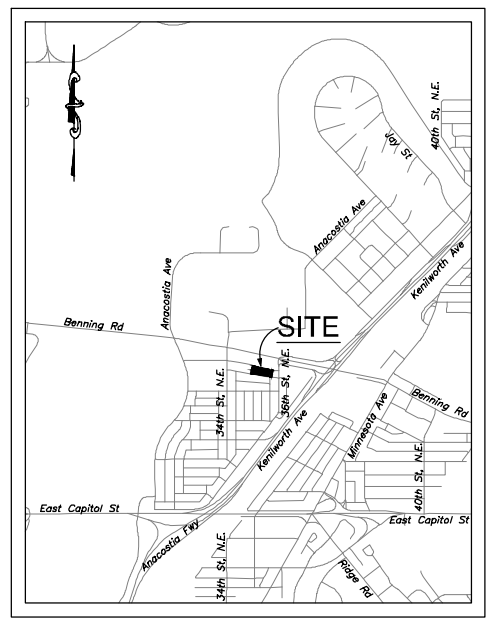 40th St, N.E.
Jay St
Anacostia Ave
Kenilworth Ave
Anacostia Ave
Benning Rd
SITE
34th St, N.E.
36th St, N.E.
Benning Rd
Minnesota Ave
Kenilworth Ave
40th St, N.E.
East Capitol St
East Capitol St
Anacostia Fwy
34th St, N.E.
Ridge Rd